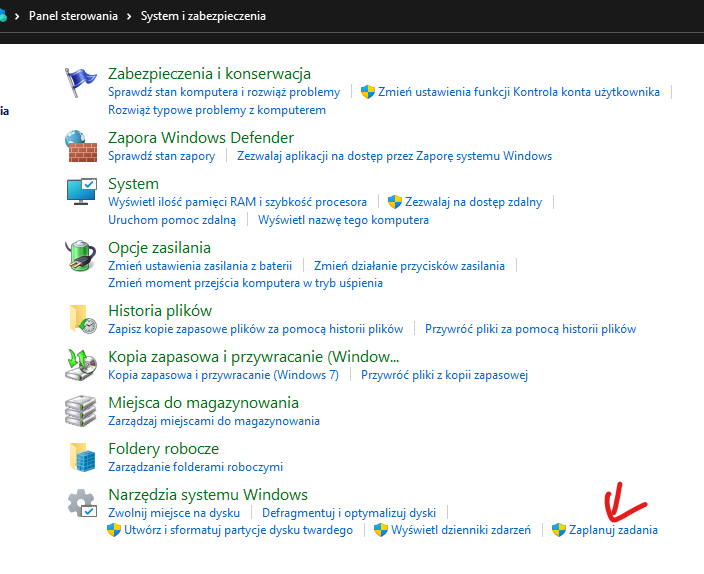 Panel sterowania > System i zabezpieczenia
ia
Zabezpieczenia i konserwacja
Sprawdź stan komputera i rozwiąż problemy | Zmień ustawienia funkcji Kontrola konta użytkownika |
Rozwiąż typowe problemy z komputerem
Zapora Windows Defender
Sprawdź stan zapory | Zezwalaj aplikacji na dostęp przez Zaporę systemu Windows
System
Wyświetl ilość pamięci RAM i szybkość procesora | Zezwalaj na dostęp zdalny |
Uruchom pomoc zdalną | Wyświetl nazwę tego komputera
Opcje zasilania
Zmień ustawienia zasilania z baterii | Zmień działanie przycisków zasilania |
Zmień moment przejścia komputera w tryb uśpienia
Historia plików
Zapisz kopie zapasowe plików za pomocą historii plików | Przywróć pliki za pomocą historii plików
Kopia zapasowa i przywracanie (Window...
Kopia zapasowa i przywracanie (Windows 7) | Przywróć pliki z kopii zapasowej
Miejsca do magazynowania
Zarządzaj miejscami do magazynowania
Foldery robocze
Zarządzanie folderami roboczymi
Narzędzia systemu Windows
Zwolnij miejsce na dysku | Defragmentuj i optymalizuj dyski |
Utwórz i sformatuj partycje dysku twardego | Wyświetl dzienniki zdarzeń | Zaplanuj zadania